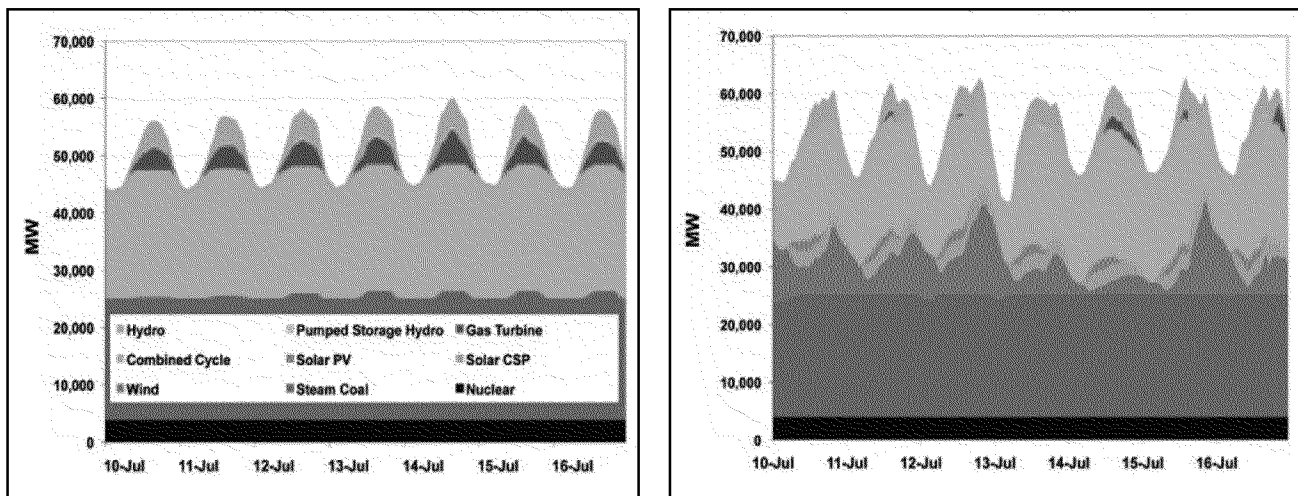 70,000
60,000
50,000
40,000
30,000
20,000
10,000
0
MW
Hydro Pumped Storage Hydro Gas Turbine
Combined Cycle Solar PV Solar CSP
Wind Steam Coal Nuclear
10-Jul 11-Jul 12-Jul 13-Jul 14-Jul 15-Jul 16-Jul
70,000
60,000
50,000
40,000
30,000
20,000
10,000
0
MW
10-Jul 11-Jul 12-Jul 13-Jul 14-Jul 15-Jul 16-Jul